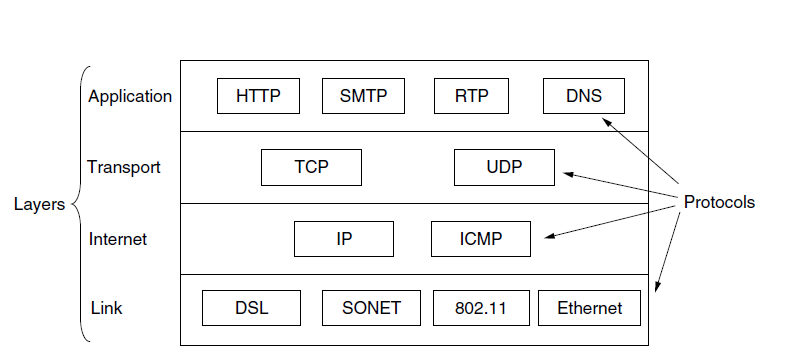 Application HTTP SMTP RTP DNS
Transport TCP UDP
Layers Protocols
Internet IP ICMP
Link DSL SONET 802.11 Ethernet